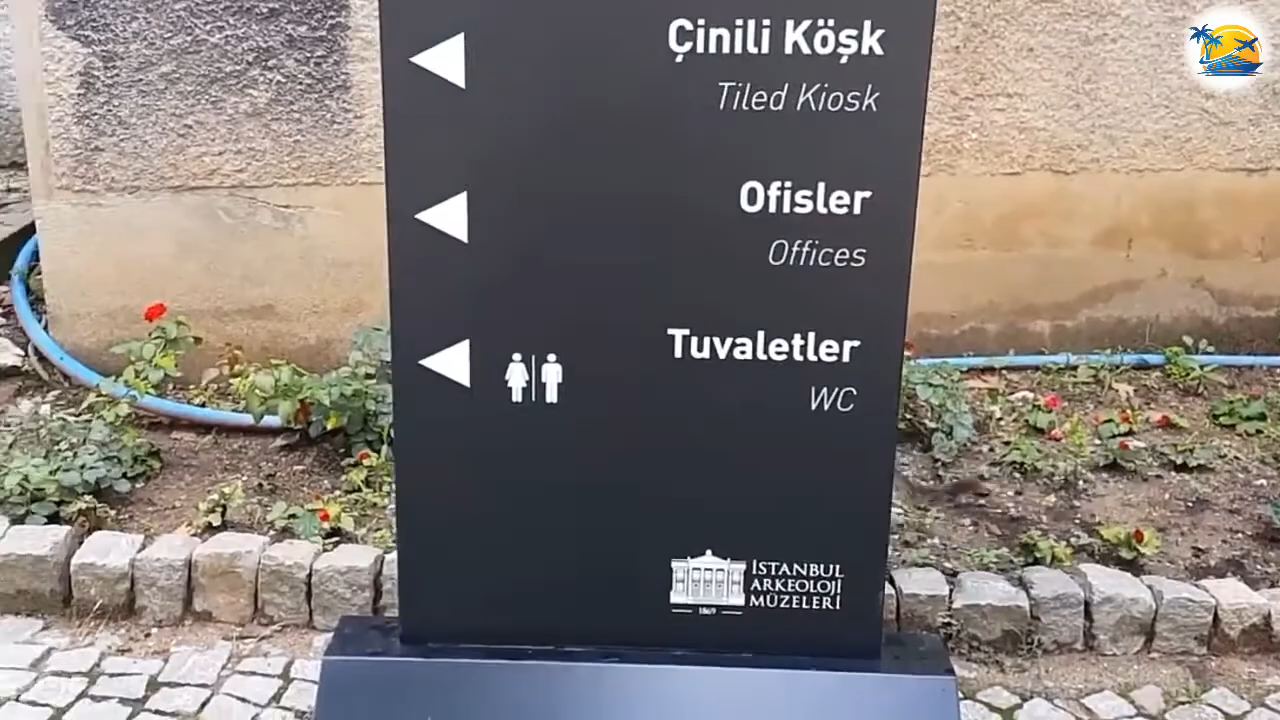 Çinili Köşk
Tiled Kiosk
Ofisler
Offices
Tuvaletler
WC
İSTANBUL
ARKEOLOJİ
MÜZELERİ
1869